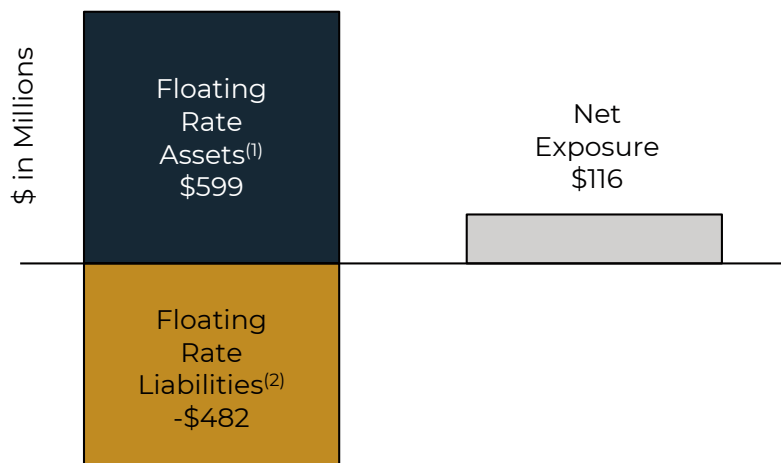 $ in Millions
Floating
Rate
Assets(1)
$599
Net
Exposure
$116
Floating
Rate
Liabilities(2)
-$482